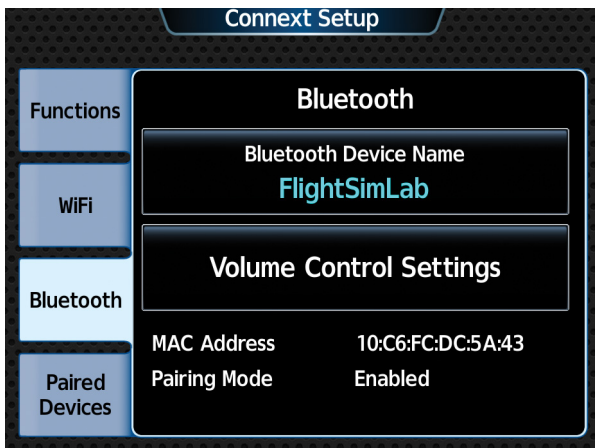 Connext Setup
Functions
WiFi
Bluetooth
Paired
Devices
Bluetooth
Bluetooth Device Name
FlightSimLab
Volume Control Settings
MAC Address 10:C6:FC:DC:5A:43
Pairing Mode Enabled